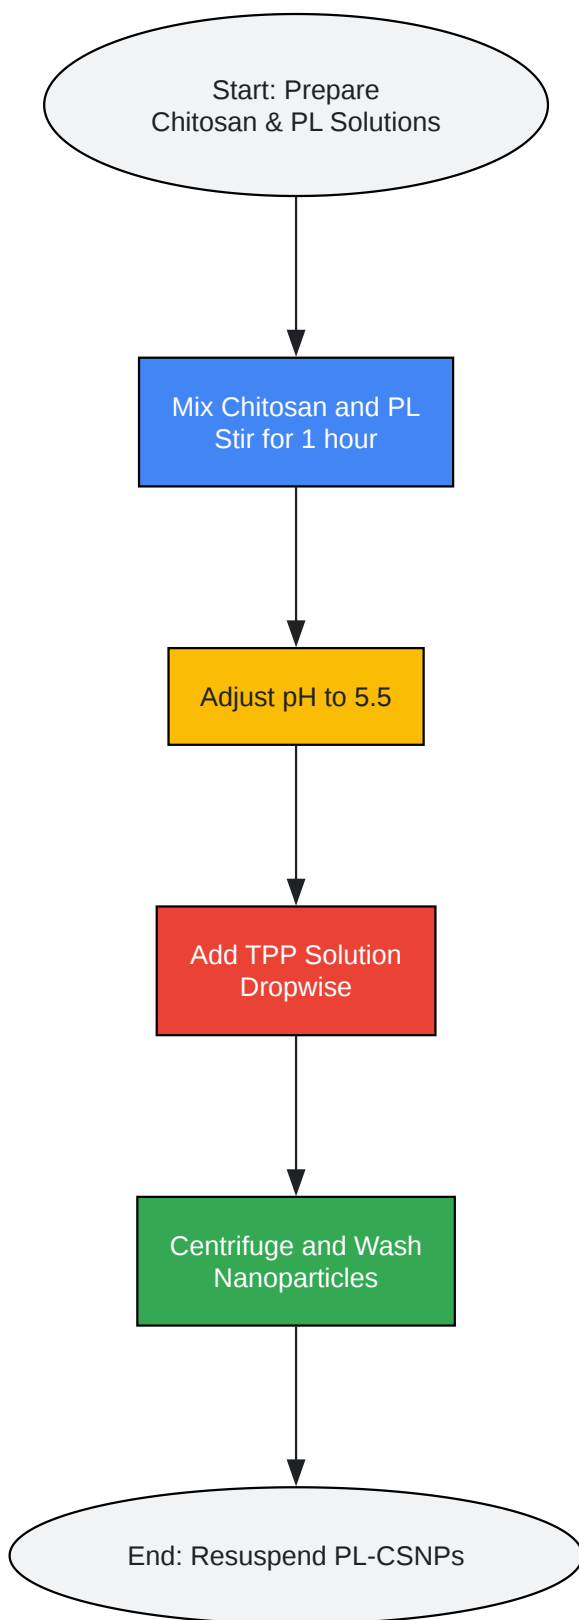 Start: Prepare
Chitosan & PL Solutions
Mix Chitosan and PL
Stir for 1 hour
Adjust pH to 5.5
Add TPP Solution
Dropwise
Centrifuge and Wash
Nanoparticles
End: Resuspend PL-CSNPs